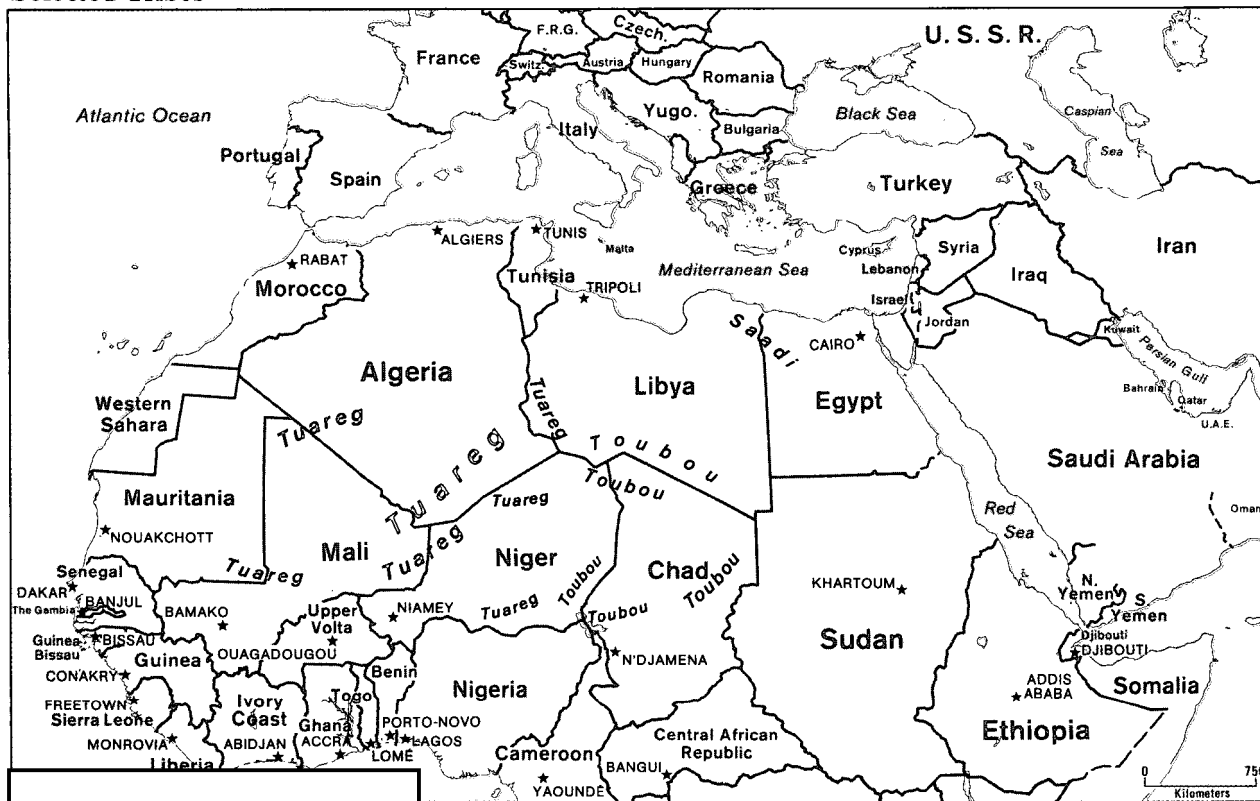 F.R.G.
Czech.
U. S. S. R.
France
Switz.
Austria
Hungary
Romania
Atlantic Ocean
Yugo.
Black Sea
Caspian
Sea
Italy
Bulgaria
Portugal
Spain
Greece
Turkey
ALGIERS
TUNIS
Malta
Cyprus
Syria
Iran
RABAT
Tunisia
Mediterranean Sea
Lebanon
Iraq
Morocco
TRIPOLI
Israel
Jordan
Saadi
CAIRO
Kuwait
Persian Gulf
Algeria
Libya
Egypt
Bahrain
Qatar
U.A.E.
Western
Sahara
Tuareg
Tuareg
Tuareg
Toubou
Toubou
Saudi Arabia
Mauritania
Tuareg
Red
Sea
Oman
NOUAKCHOTT
Mali
Tuareg
Niger
Chad
Toubou
Tuareg
Toubou
Senegal
DAKAR
The Gambia
BANJUL
BAMAKO
Upper
Volta
NIAMEY
Tuareg
Toubou
KHARTOUM
N.
Yemen
S.
Yemen
Guinea
Bissau
BISSAU
OUAGADOUGOU
Sudan
Djibouti
DJIBOUTI
Guinea
Benin
N'DJAMENA
CONAKRY
Nigeria
ADDIS
ABABA
Somalia
FREETOWN
Sierra Leone
Ivory
Coast
Togo
Ghana
PORTO-NOVO
LAGOS
Ethiopia
MONROVIA
ABIDJAN
ACCRA
LOMÉ
Cameroon
Central African
Republic
Liberia
BANGUI
YAOUNDÉ
0
750
Kilometers